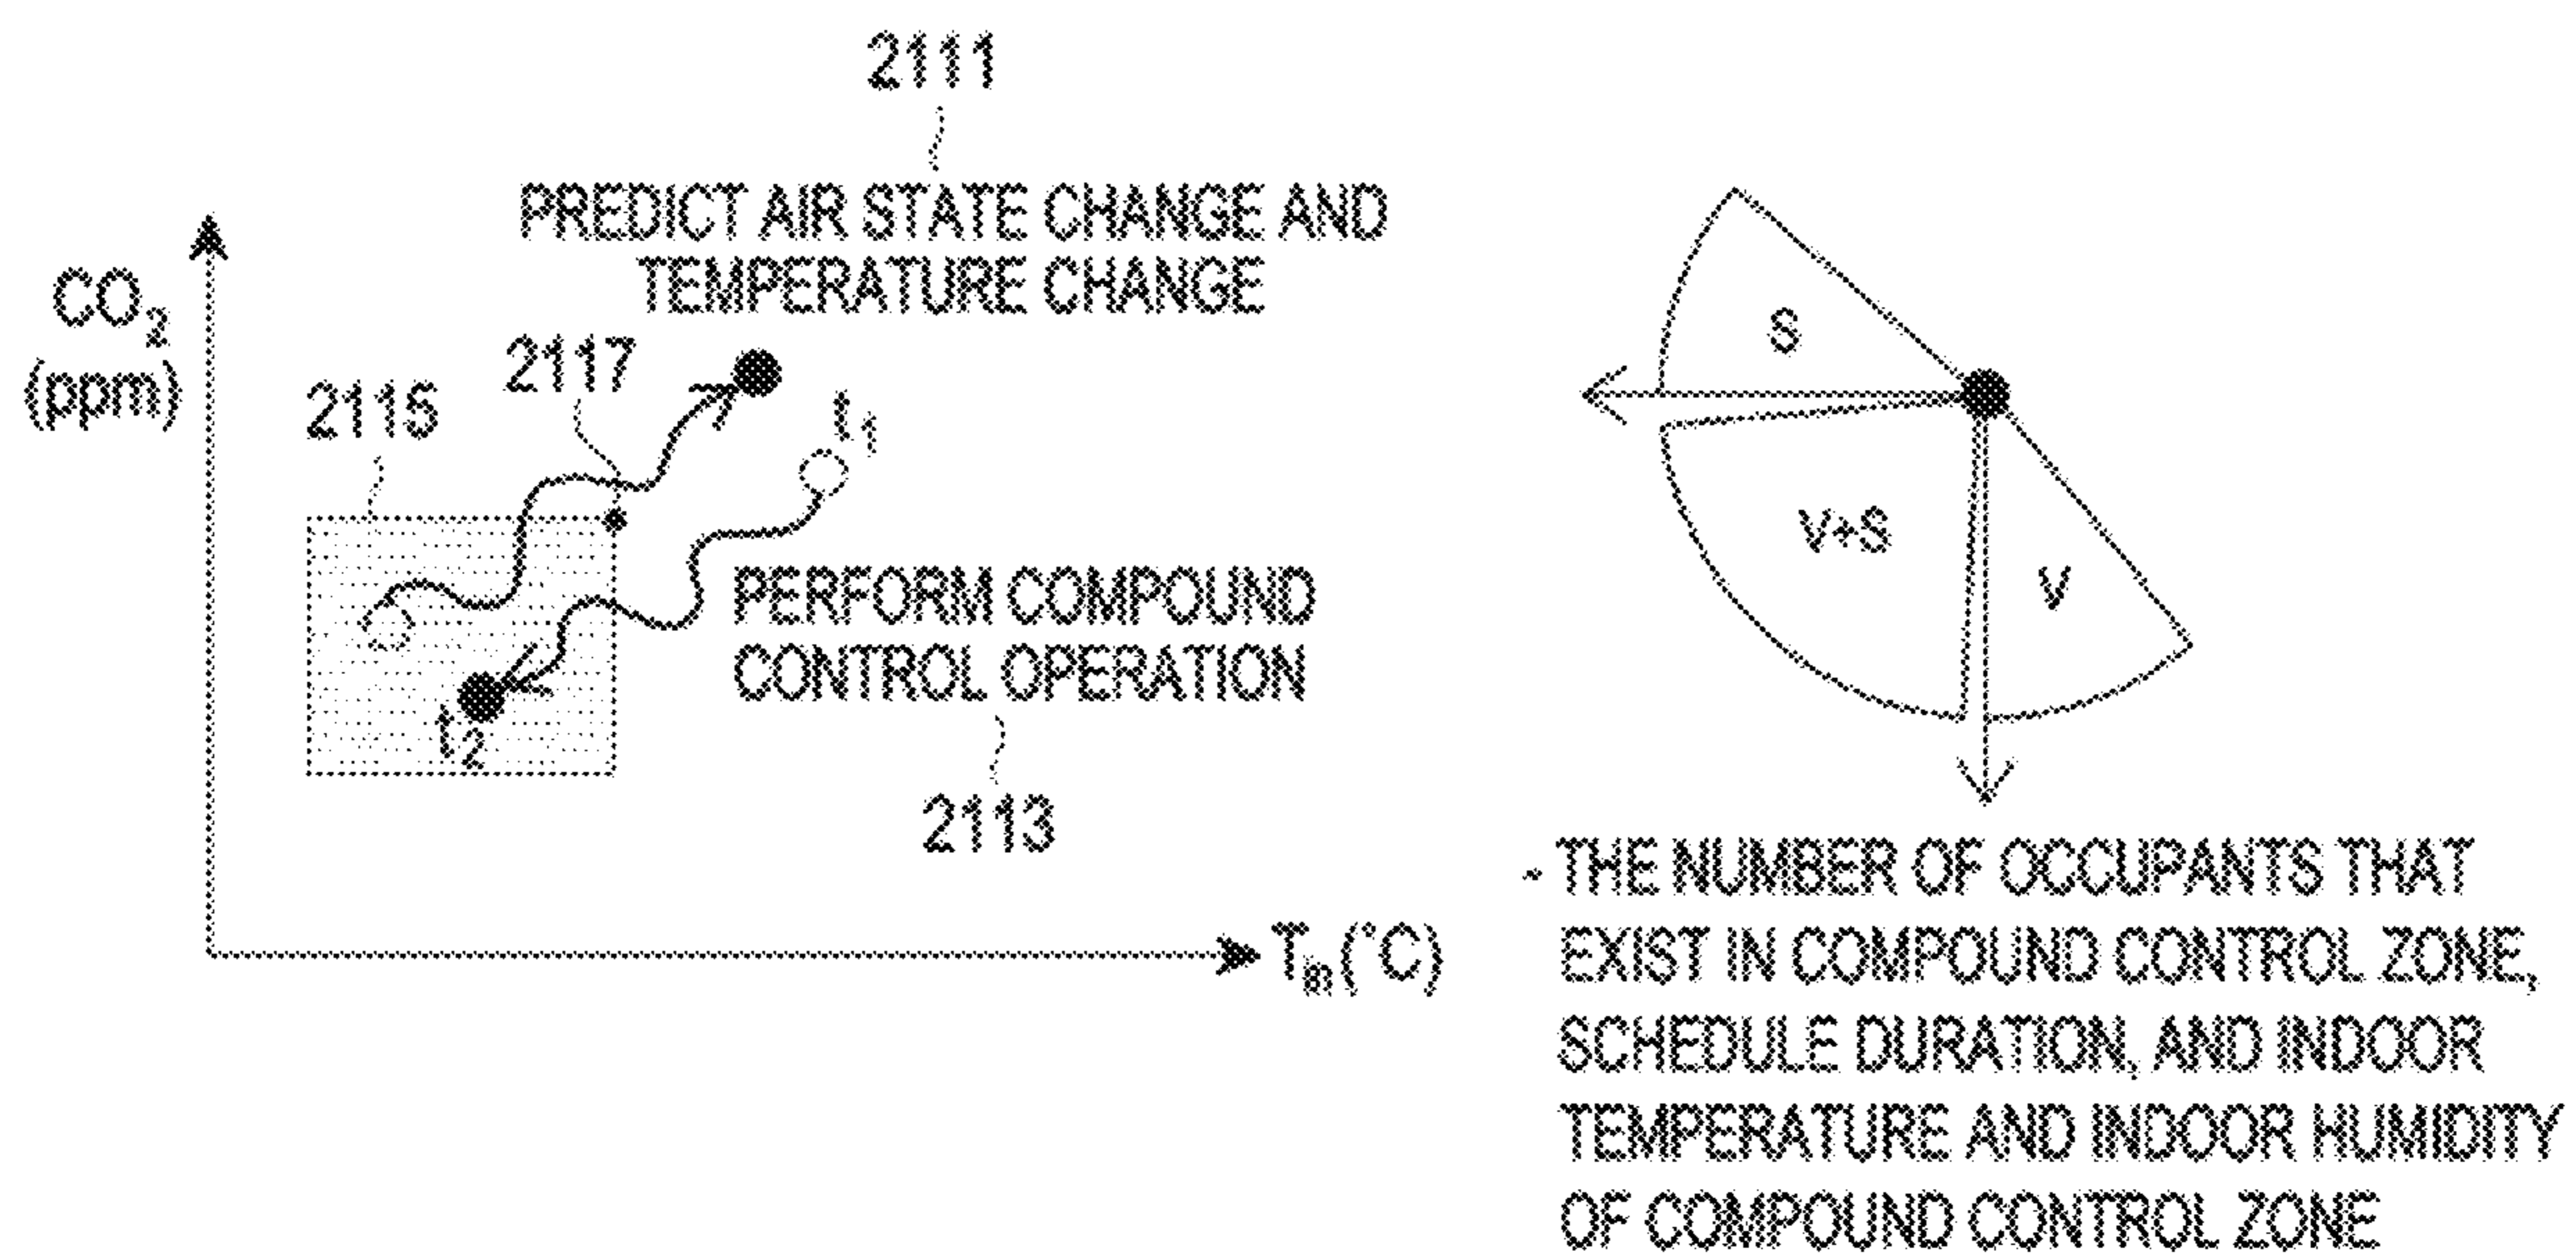 2111
PREDICT AIR STATE CHANGE AND
TEMPERATURE CHANGE
CO2
(ppm)
2117
2115
t1
PERFORM COMPOUND
CONTROL OPERATION
t2
2113
Tin(°C)
S
V+S
V
- THE NUMBER OF OCCUPANTS THAT
EXIST IN COMPOUND CONTROL ZONE,
SCHEDULE DURATION, AND INDOOR
TEMPERATURE AND INDOOR HUMIDITY
OF COMPOUND CONTROL ZONE